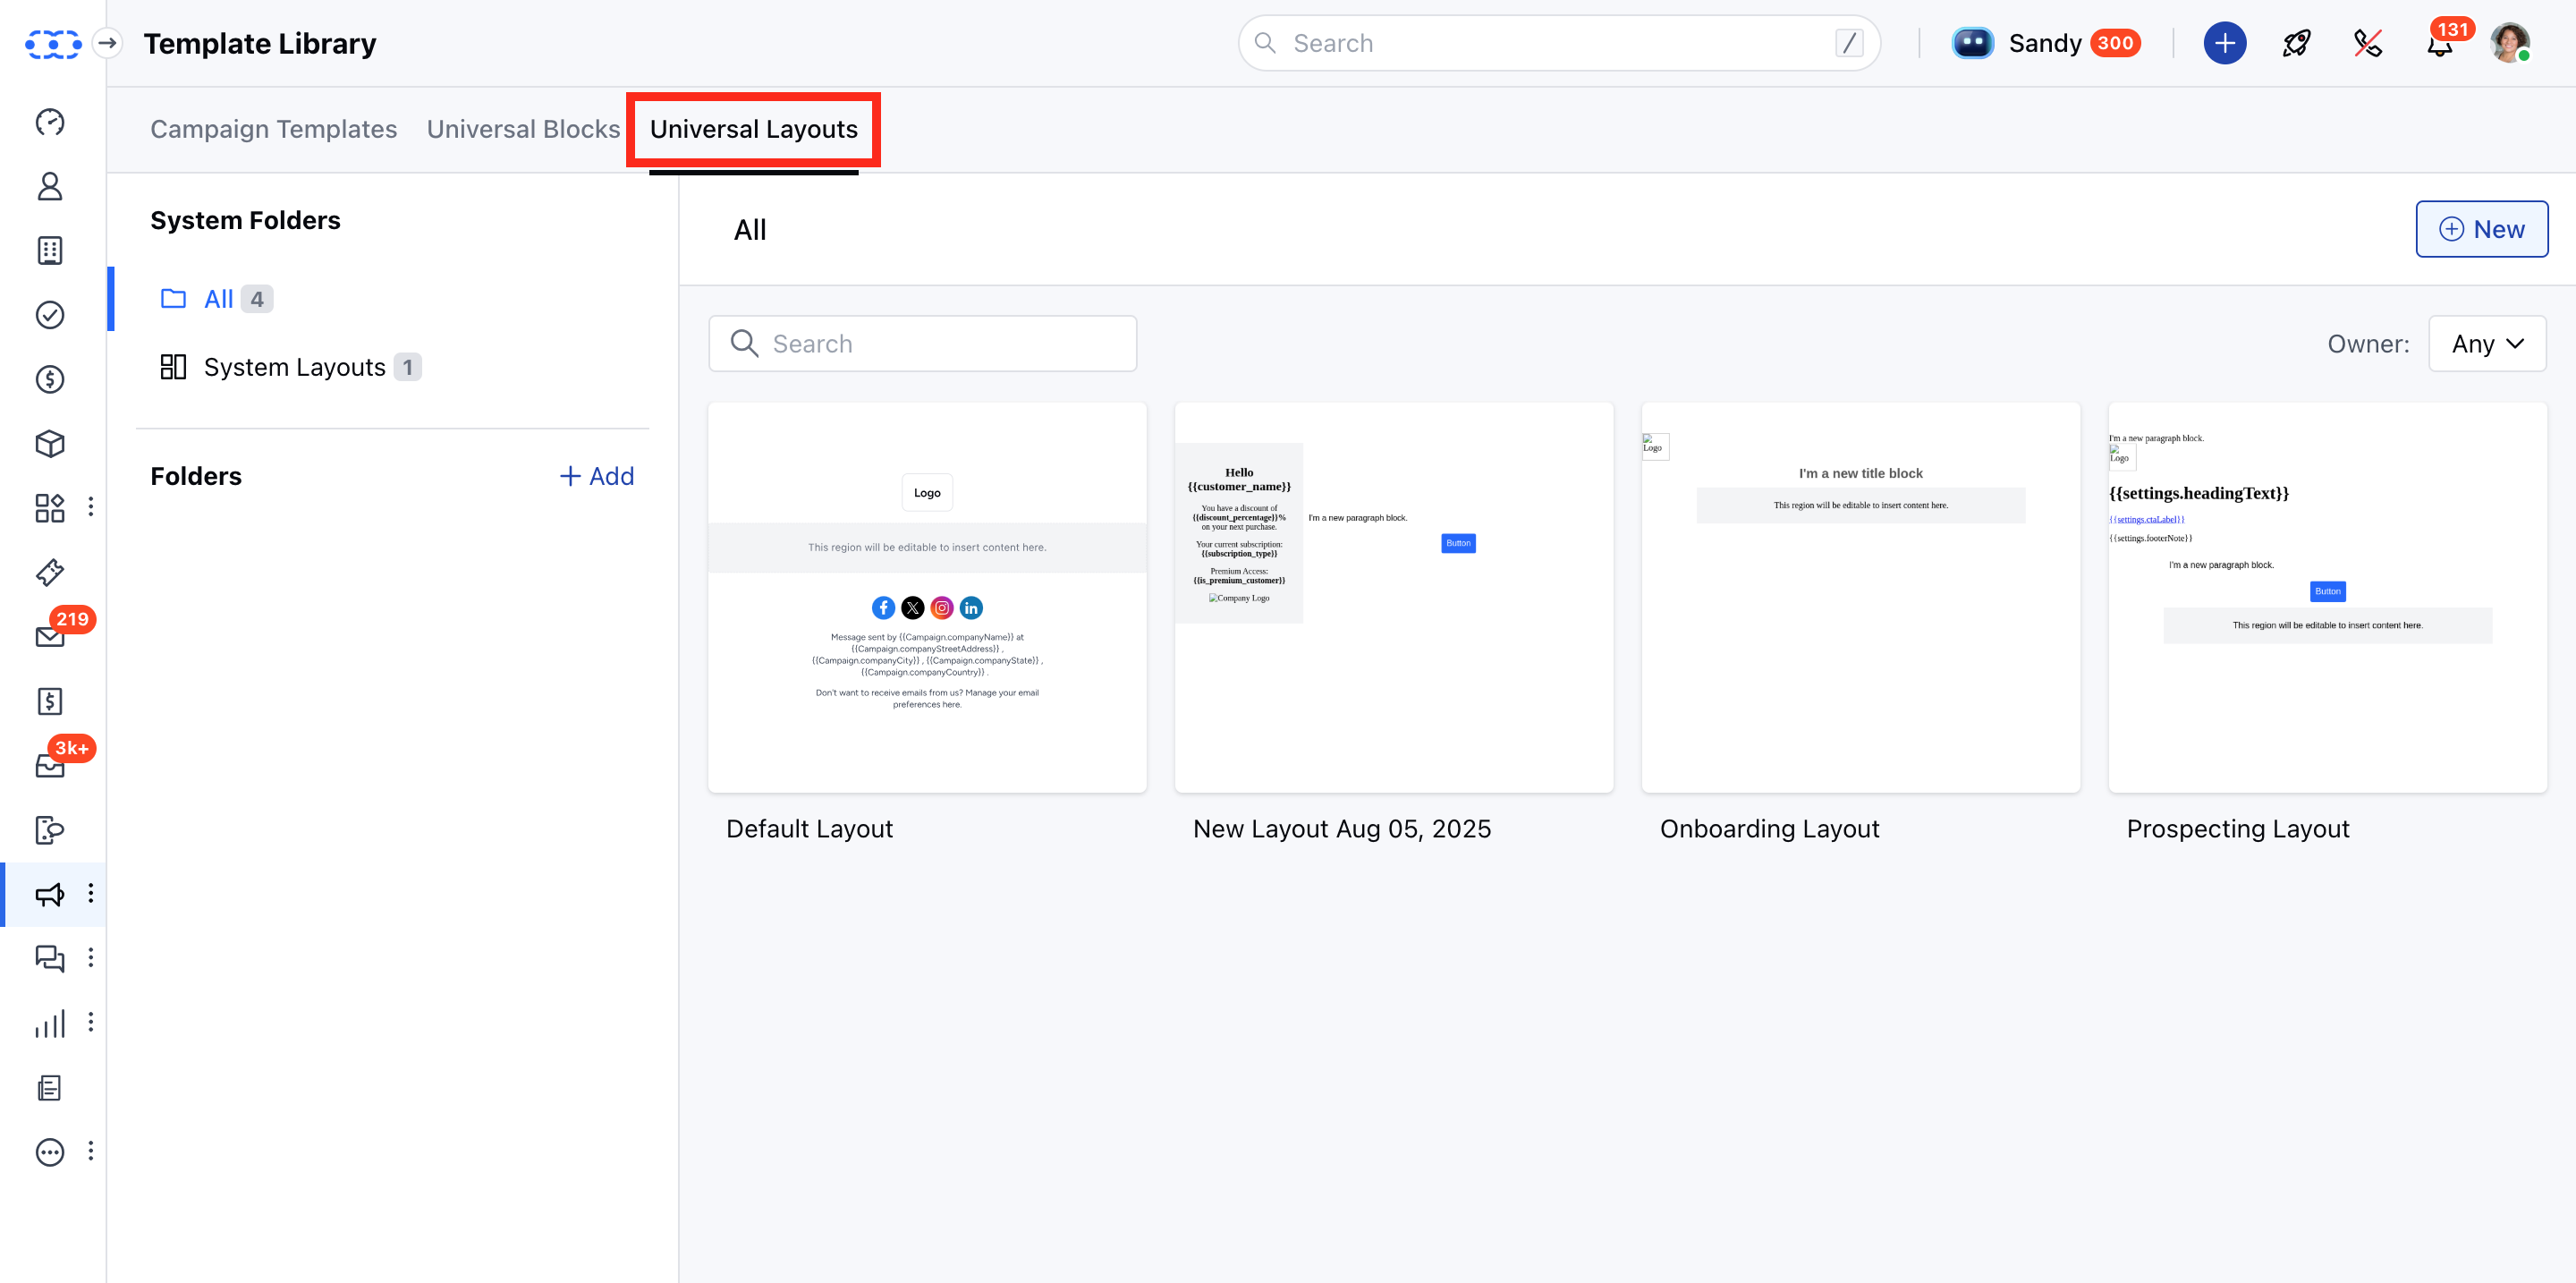 Template Library
Search
/
Sandy 300
131
Campaign Templates
Universal Blocks
Universal Layouts
System Folders
All 4
System Layouts 1
Folders
+ Add
219
3k+
All
New
Search
Owner:
Any
Logo
This region will be editable to insert content here.
Message sent by {{Campaign.companyName}} at
{{Campaign.companyStreetAddress}} ,
{{Campaign.companyCity}} , {{Campaign.companyState}} ,
{{Campaign.companyCountry}} .
Don't want to receive emails from us? Manage your email
preferences here.
Default Layout
Hello
{{customer_name}}
You have a discount of
{{discount_percentage}}%
on your next purchase.
Your current subscription:
{{subscription_type}}
Premium Access:
{{is_premium_customer}}
Company Logo
I'm a new paragraph block.
Button
New Layout Aug 05, 2025
Logo
I'm a new title block
This region will be editable to insert content here.
Onboarding Layout
I'm a new paragraph block.
Logo
{{settings.headingText}}
{{settings.ctaLabel}}
{{settings.footerNote}}
I'm a new paragraph block.
Button
This region will be editable to insert content here.
Prospecting Layout